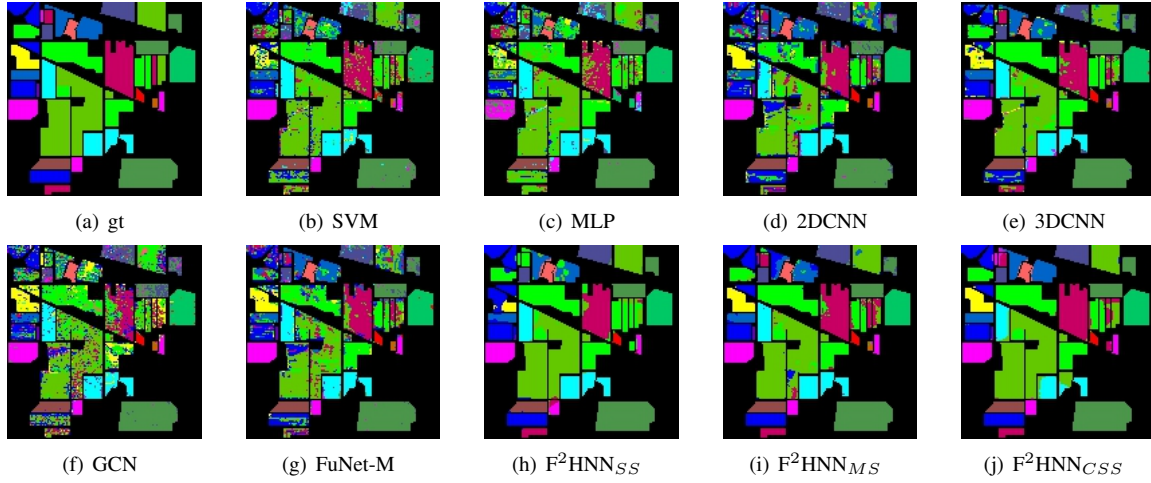 (a) gt (b) SVM (c) MLP (d) 2DCNN (e) 3DCNN
(f) GCN (g) FuNet-M (h) F²HNN_SS (i) F²HNN_MS (j) F²HNN_CSS